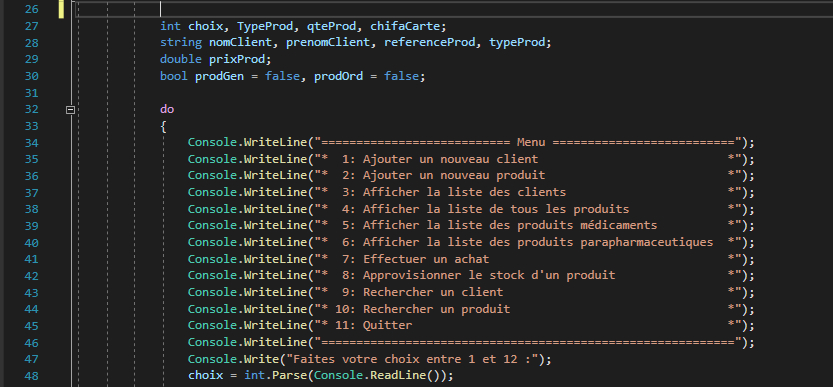 26
27 int choix, TypeProd, qteProd, chifaCarte;
28 string nomClient, prenomClient, referenceProd, typeProd;
29 double prixProd;
30 bool prodGen = false, prodOrd = false;
31
32 do
33 {
34 Console.WriteLine("=========================== Menu ==========================");
35 Console.WriteLine("*  1: Ajouter un nouveau client                           *");
36 Console.WriteLine("*  2: Ajouter un nouveau produit                          *");
37 Console.WriteLine("*  3: Afficher la liste des clients                       *");
38 Console.WriteLine("*  4: Afficher la liste de tous les produits              *");
39 Console.WriteLine("*  5: Afficher la liste des produits médicaments          *");
40 Console.WriteLine("*  6: Afficher la liste des produits parapharmaceutiques  *");
41 Console.WriteLine("*  7: Effectuer un achat                                  *");
42 Console.WriteLine("*  8: Approvisionner le stock d'un produit                *");
43 Console.WriteLine("*  9: Rechercher un client                                *");
44 Console.WriteLine("* 10: Rechercher un produit                               *");
45 Console.WriteLine("* 11: Quitter                                             *");
46 Console.WriteLine("===========================================================");
47 Console.Write("Faites votre choix entre 1 et 12 :");
48 choix = int.Parse(Console.ReadLine());